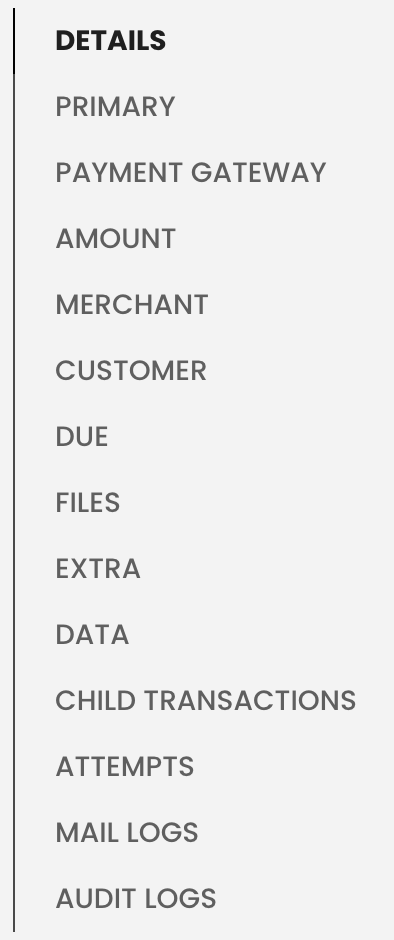 DETAILS
PRIMARY
PAYMENT GATEWAY
AMOUNT
MERCHANT
CUSTOMER
DUE
FILES
EXTRA
DATA
CHILD TRANSACTIONS
ATTEMPTS
MAIL LOGS
AUDIT LOGS